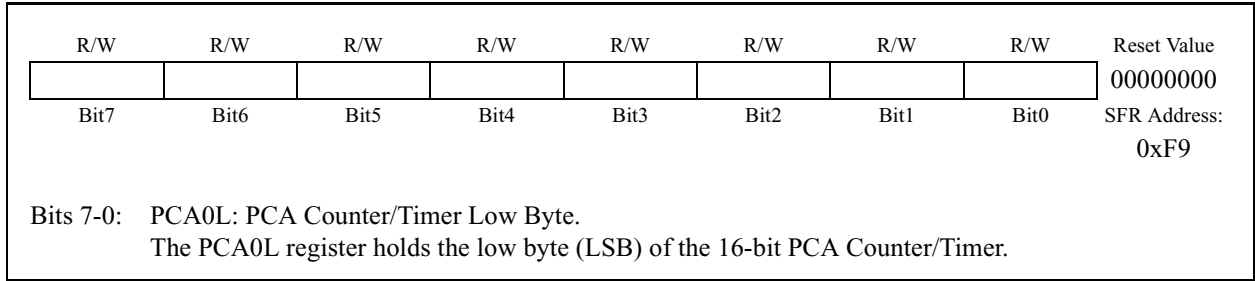 R/W R/W R/W R/W R/W R/W R/W R/W Reset Value
00000000
Bit7 Bit6 Bit5 Bit4 Bit3 Bit2 Bit1 Bit0 SFR Address:
0xF9
Bits 7-0: PCA0L: PCA Counter/Timer Low Byte.
The PCA0L register holds the low byte (LSB) of the 16-bit PCA Counter/Timer.